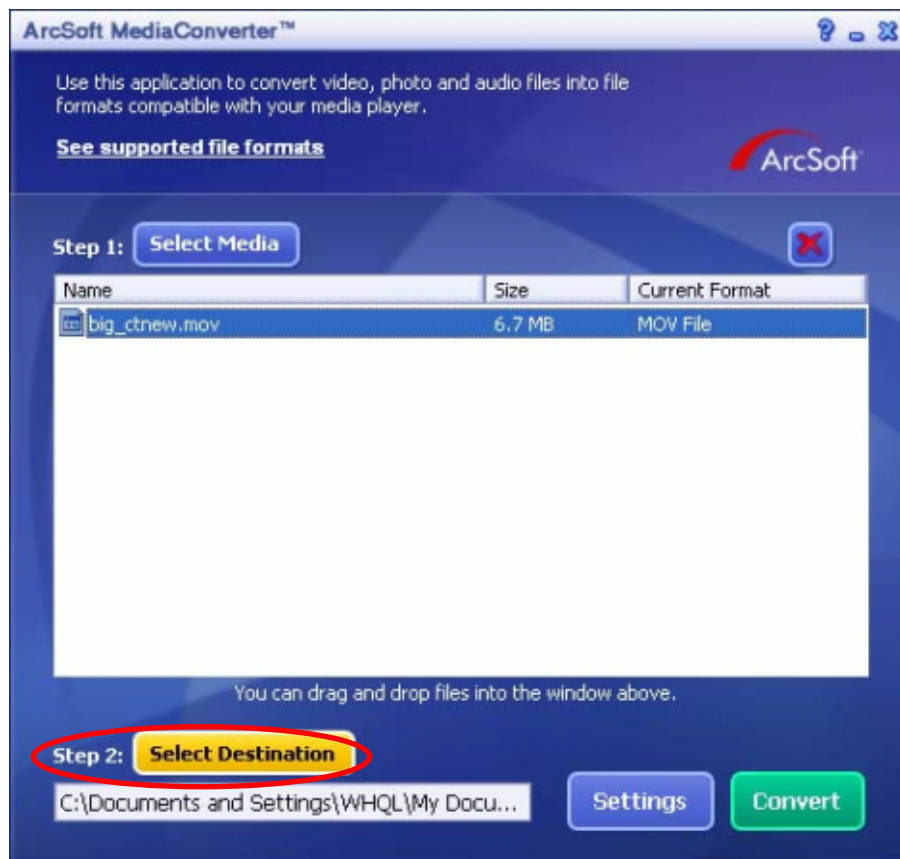 ArcSoft MediaConverter™
Use this application to convert video, photo and audio files into file
formats compatible with your media player.
See supported file formats
ArcSoft
Step 1: Select Media
Name Size Current Format
big_ctnew.mov 6.7 MB MOV File
You can drag and drop files into the window above.
Step 2: Select Destination
C:\Documents and Settings\WHQL\My Docu...
Settings Convert